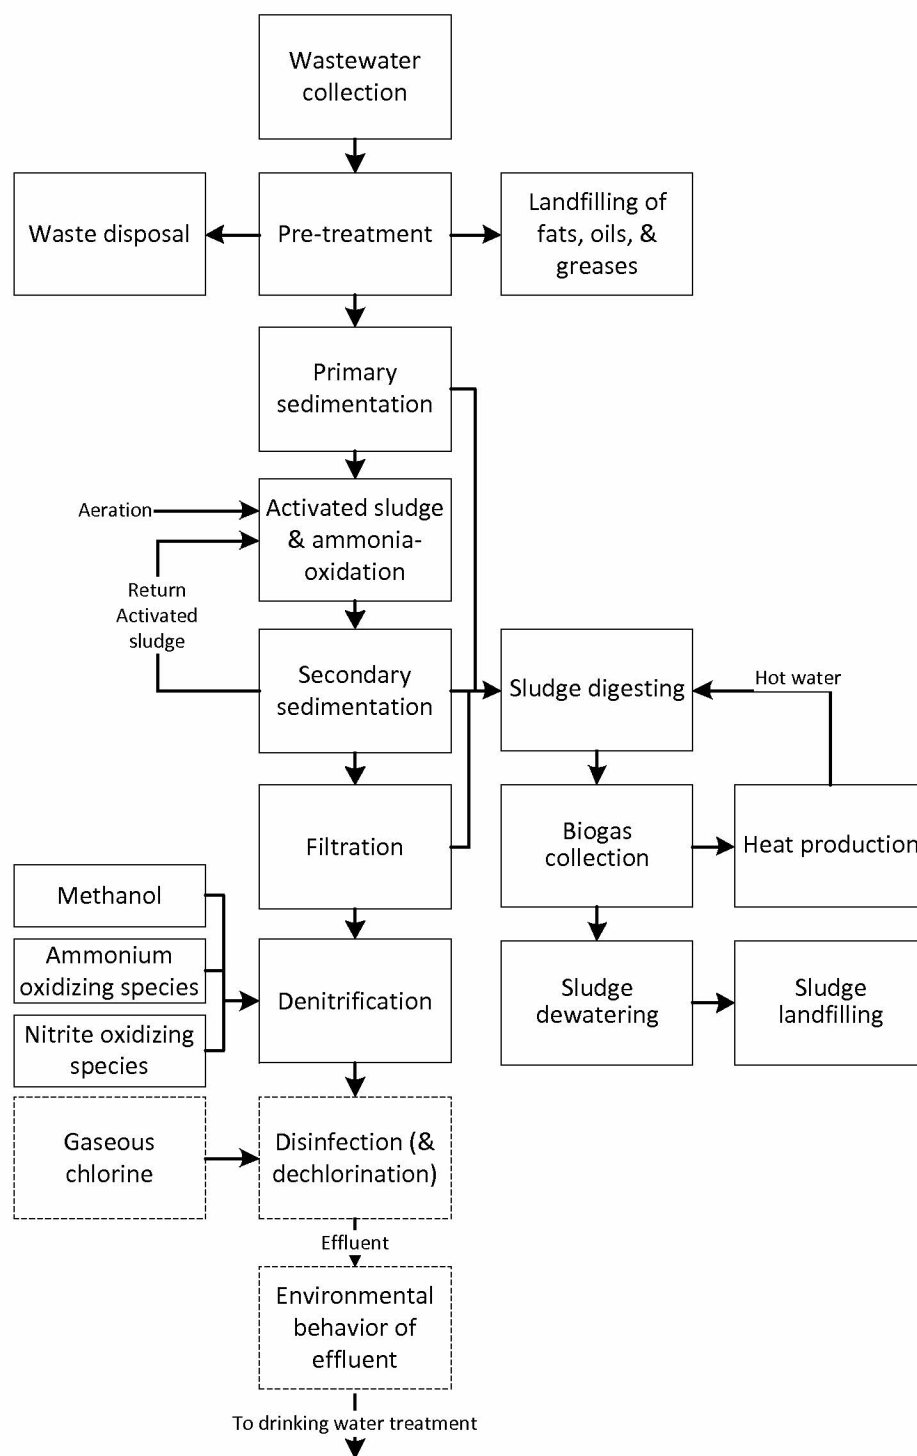 Wastewater
collection
Waste disposal
Pre-treatment
Landfilling of
fats, oils, &
greases
Primary
sedimentation
Aeration
Activated sludge
& ammonia-
oxidation
Return
Activated
sludge
Secondary
sedimentation
Sludge digesting
Hot water
Filtration
Biogas
collection
Heat production
Methanol
Ammonium
oxidizing species
Nitrite oxidizing
species
Denitrification
Sludge
dewatering
Sludge
landfilling
Gaseous
chlorine
Disinfection (&
dechlorination)
Effluent
Environmental
behavior of
effluent
To drinking water treatment